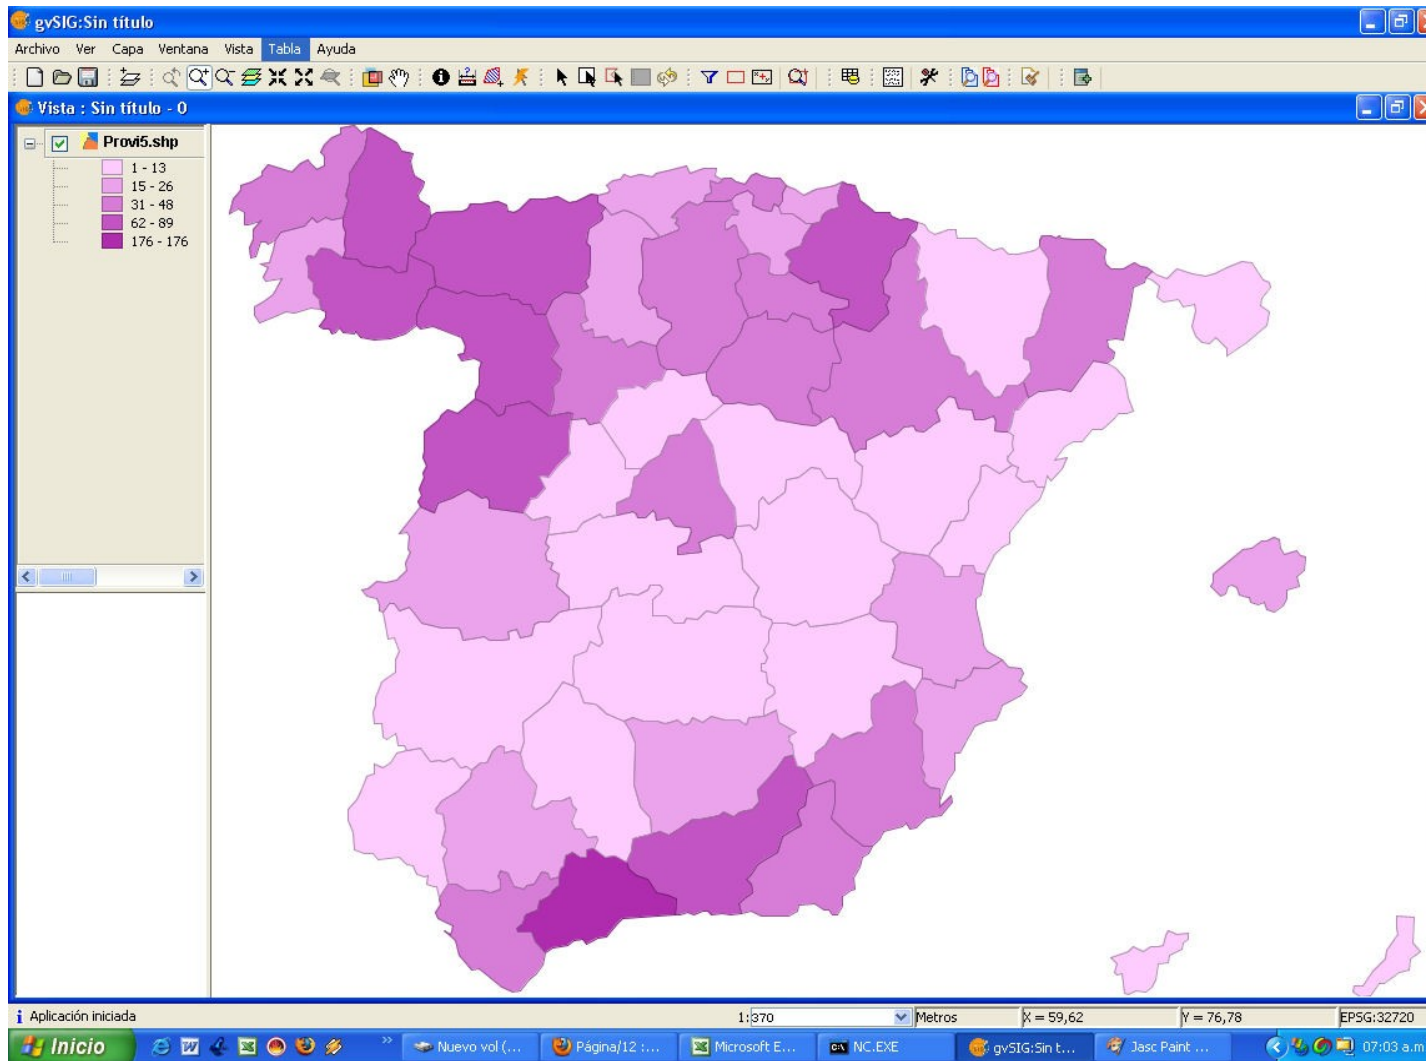 gvSIG:Sin título
Archivo Ver Capa Ventana Vista Tabla Ayuda
Vista : Sin título - 0
Provi5.shp
1 - 13
15 - 26
31 - 48
62 - 89
176 - 176
Aplicación iniciada
1:370
Metros
X = 59,62
Y = 76,78
EPSG:32720
Inicio
Nuevo vol (...
Página/12 :...
Microsoft E...
NC.EXE
gvSIG:Sin t...
Jasc Paint ...
07:03 a.m.